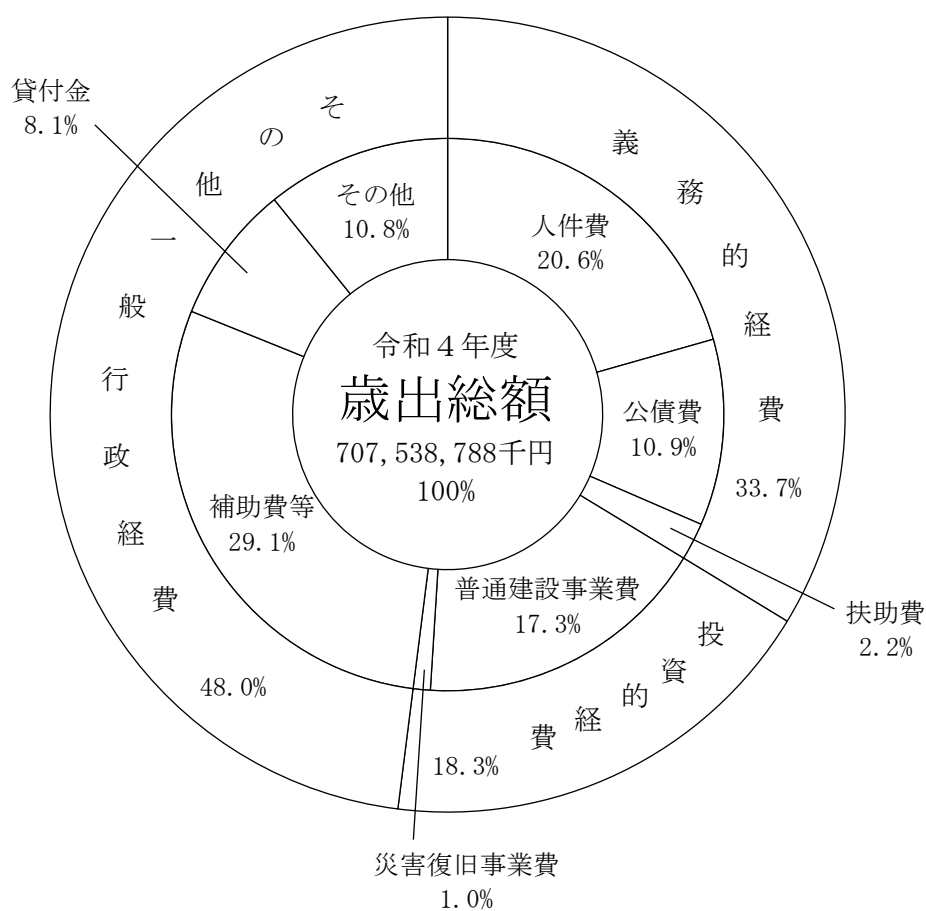 貸付金
8.1%
その他
一般行政経費
48.0%
その他
10.8%
義務的経費
33.7%
人件費
20.6%
公債費
10.9%
令和４年度
歳出総額
707,538,788千円
100%
補助費等
29.1%
普通建設事業費
17.3%
扶助費
2.2%
投資的経費
18.3%
災害復旧事業費
1.0%